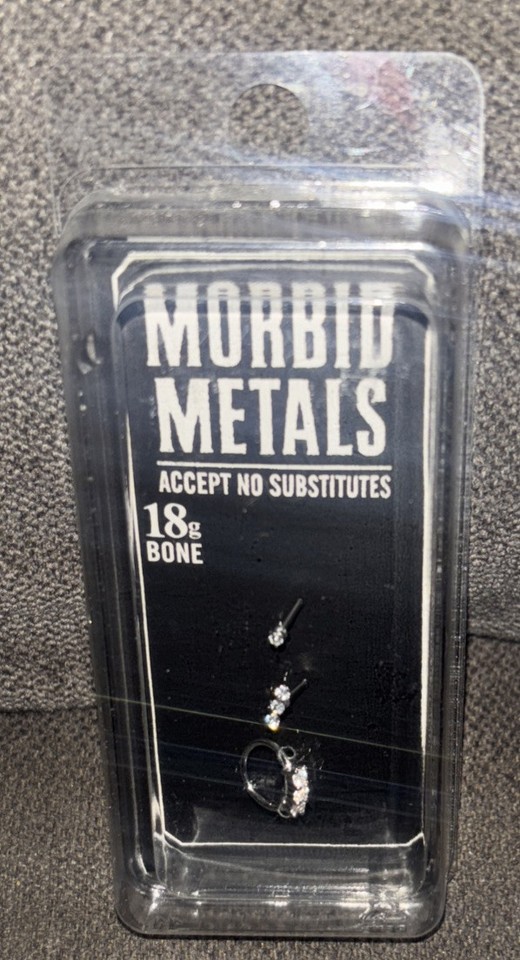 MORBID
METALS
ACCEPT NO SUBSTITUTES
18g
BONE